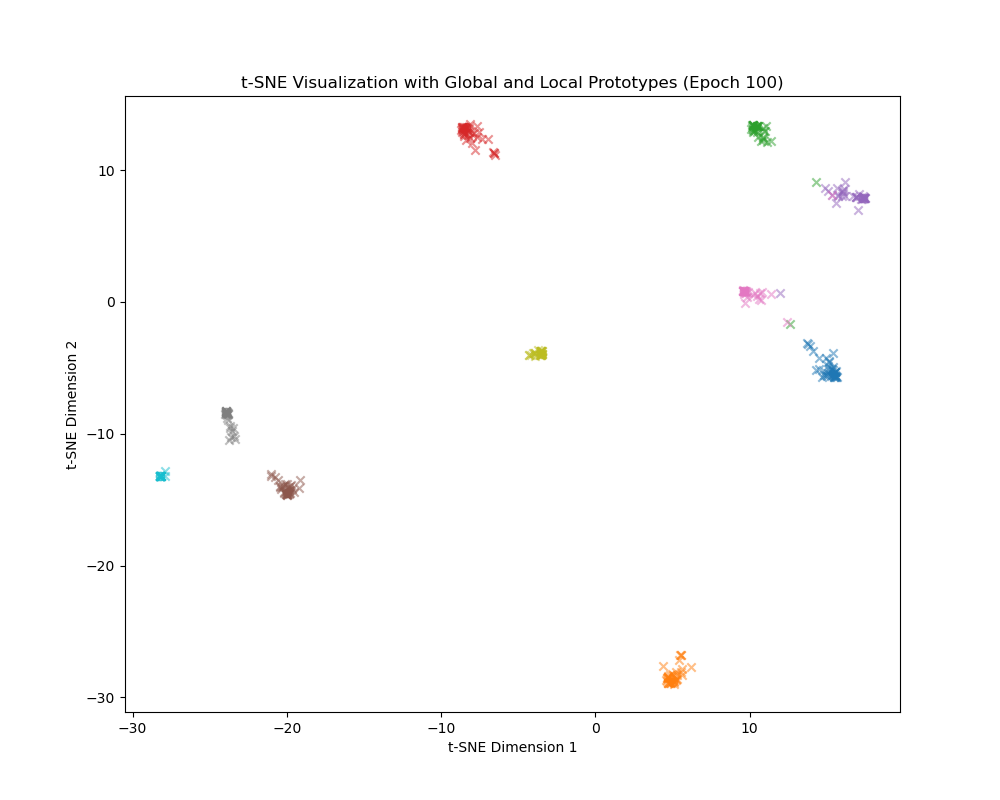 t-SNE Visualization with Global and Local Prototypes (Epoch 100)
10
0
−10
−20
−30
t-SNE Dimension 2
−30 −20 −10 0 10
t-SNE Dimension 1